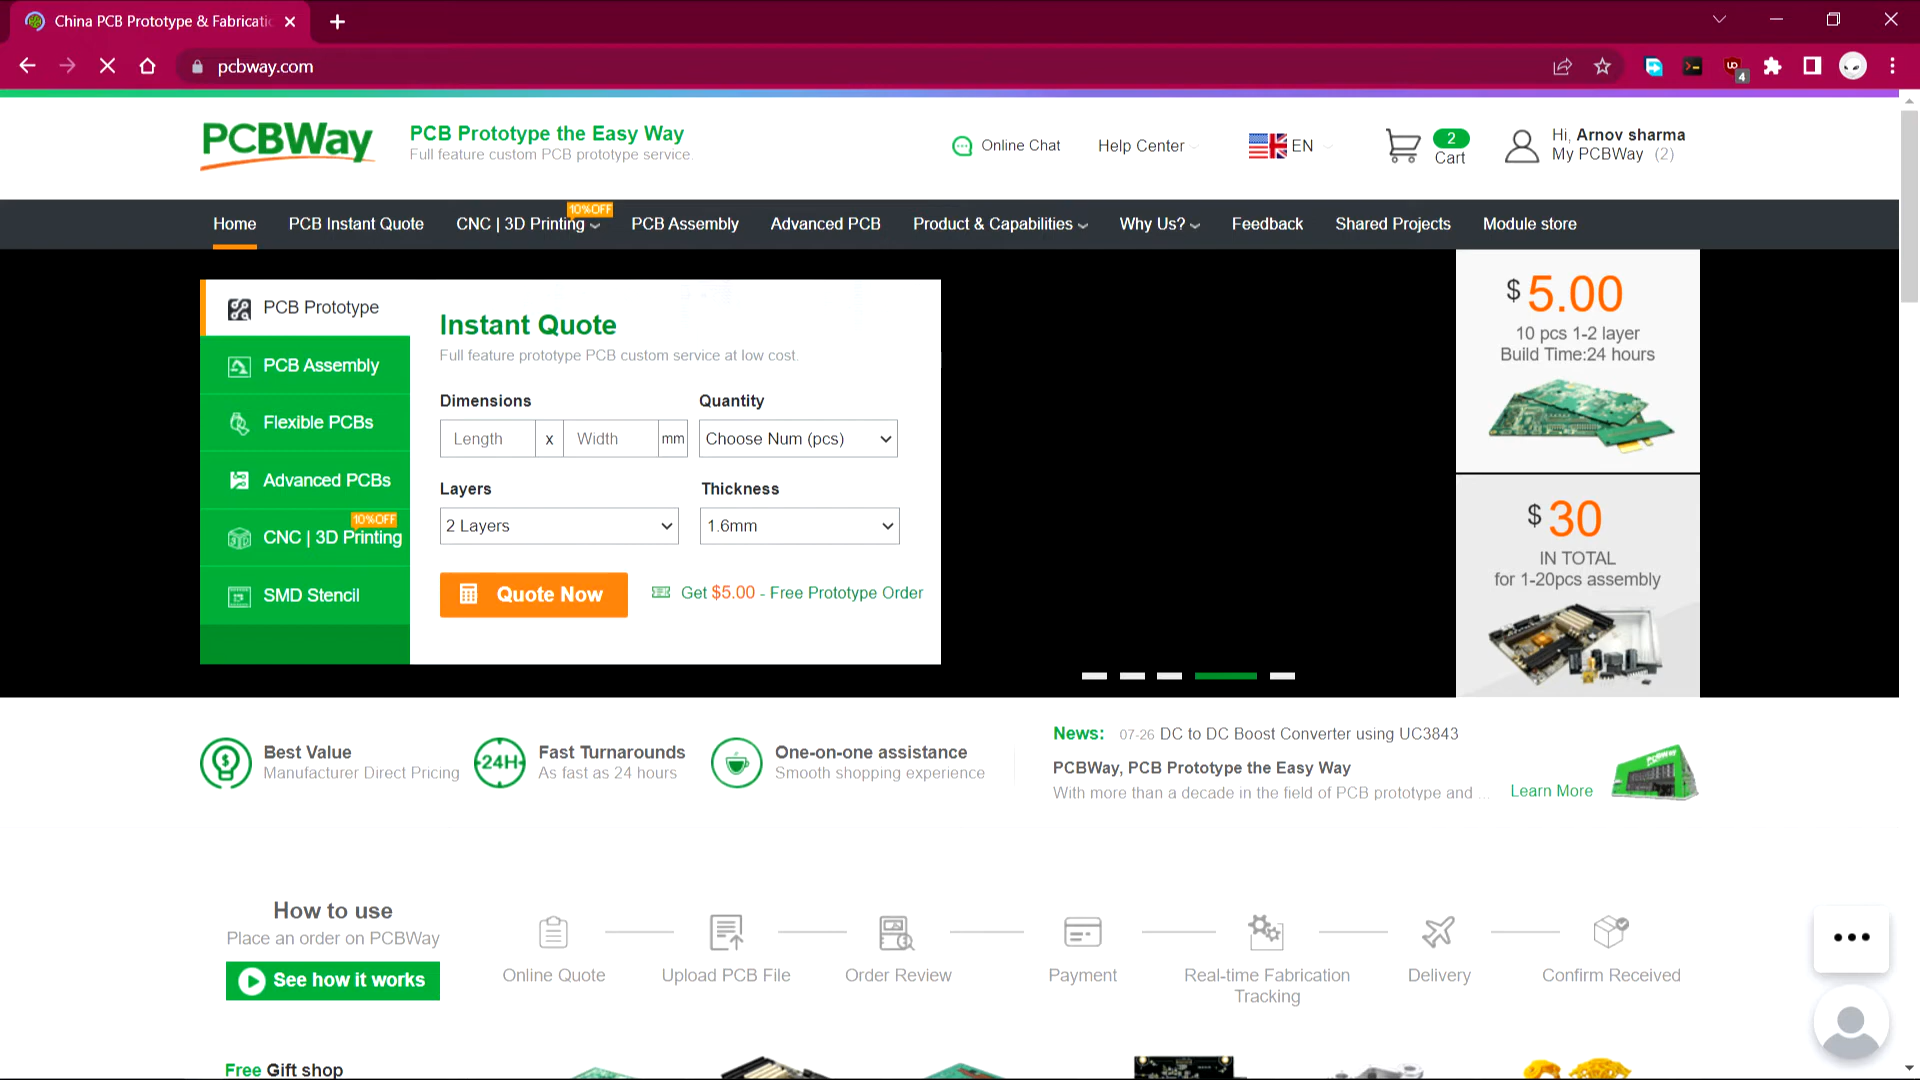 China PCB Prototype & Fabricatio
pcbway.com
4
PCBWay
PCB Prototype the Easy Way
Full feature custom PCB prototype service.
Online Chat
Help Center
EN
2
Cart
Hi, Arnov sharma
My PCBWay (2)
10%OFF
Home
PCB Instant Quote
CNC | 3D Printing
PCB Assembly
Advanced PCB
Product & Capabilities
Why Us?
Feedback
Shared Projects
Module store
PCB Prototype
PCB Assembly
Flexible PCBs
Advanced PCBs
10%OFF
CNC | 3D Printing
SMD Stencil
Instant Quote
Full feature prototype PCB custom service at low cost.
Dimensions
Quantity
Length x Width mm
Choose Num (pcs)
Layers
Thickness
2 Layers
1.6mm
Quote Now
Get $5.00 - Free Prototype Order
$ 5.00
10 pcs 1-2 layer
Build Time:24 hours
$ 30
IN TOTAL
for 1-20pcs assembly
Best Value
Manufacturer Direct Pricing
24H
Fast Turnarounds
As fast as 24 hours
One-on-one assistance
Smooth shopping experience
News: 07-26 DC to DC Boost Converter using UC3843
PCBWay, PCB Prototype the Easy Way
With more than a decade in the field of PCB prototype and ...
Learn More
How to use
Place an order on PCBWay
See how it works
Online Quote
Upload PCB File
Order Review
Payment
Real-time Fabrication
Tracking
Delivery
Confirm Received
Free Gift shop